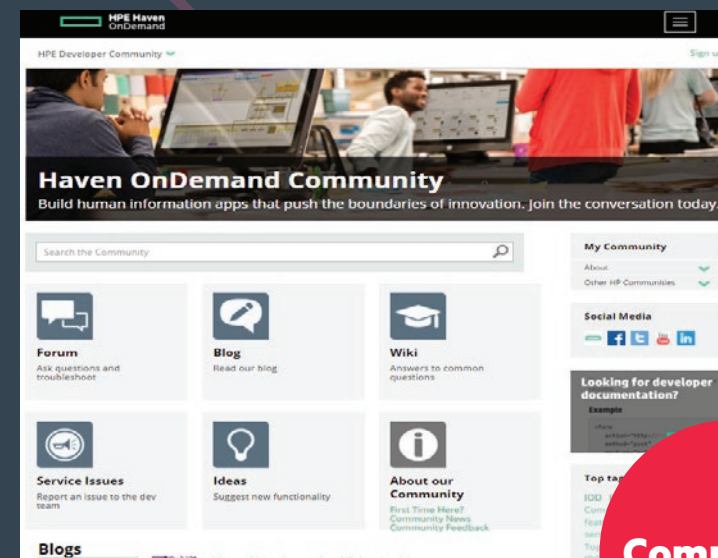 HPE Haven
OnDemand
HPE Developer Community
Sign u
Haven OnDemand Community
Build human information apps that push the boundaries of innovation. Join the conversation today.
Search the Community
Forum
Ask questions and
troubleshoot
Blog
Read our blog
Wiki
Answers to common
questions
Service Issues
Report an issue to the dev
team
Ideas
Suggest new functionality
About our
Community
First Time Here?
Community News
Community Feedback
Blogs
My Community
About
Other HP Communities
Social Media
Looking for developer
documentation?
Example
Top tag
IOD
Com
Comm